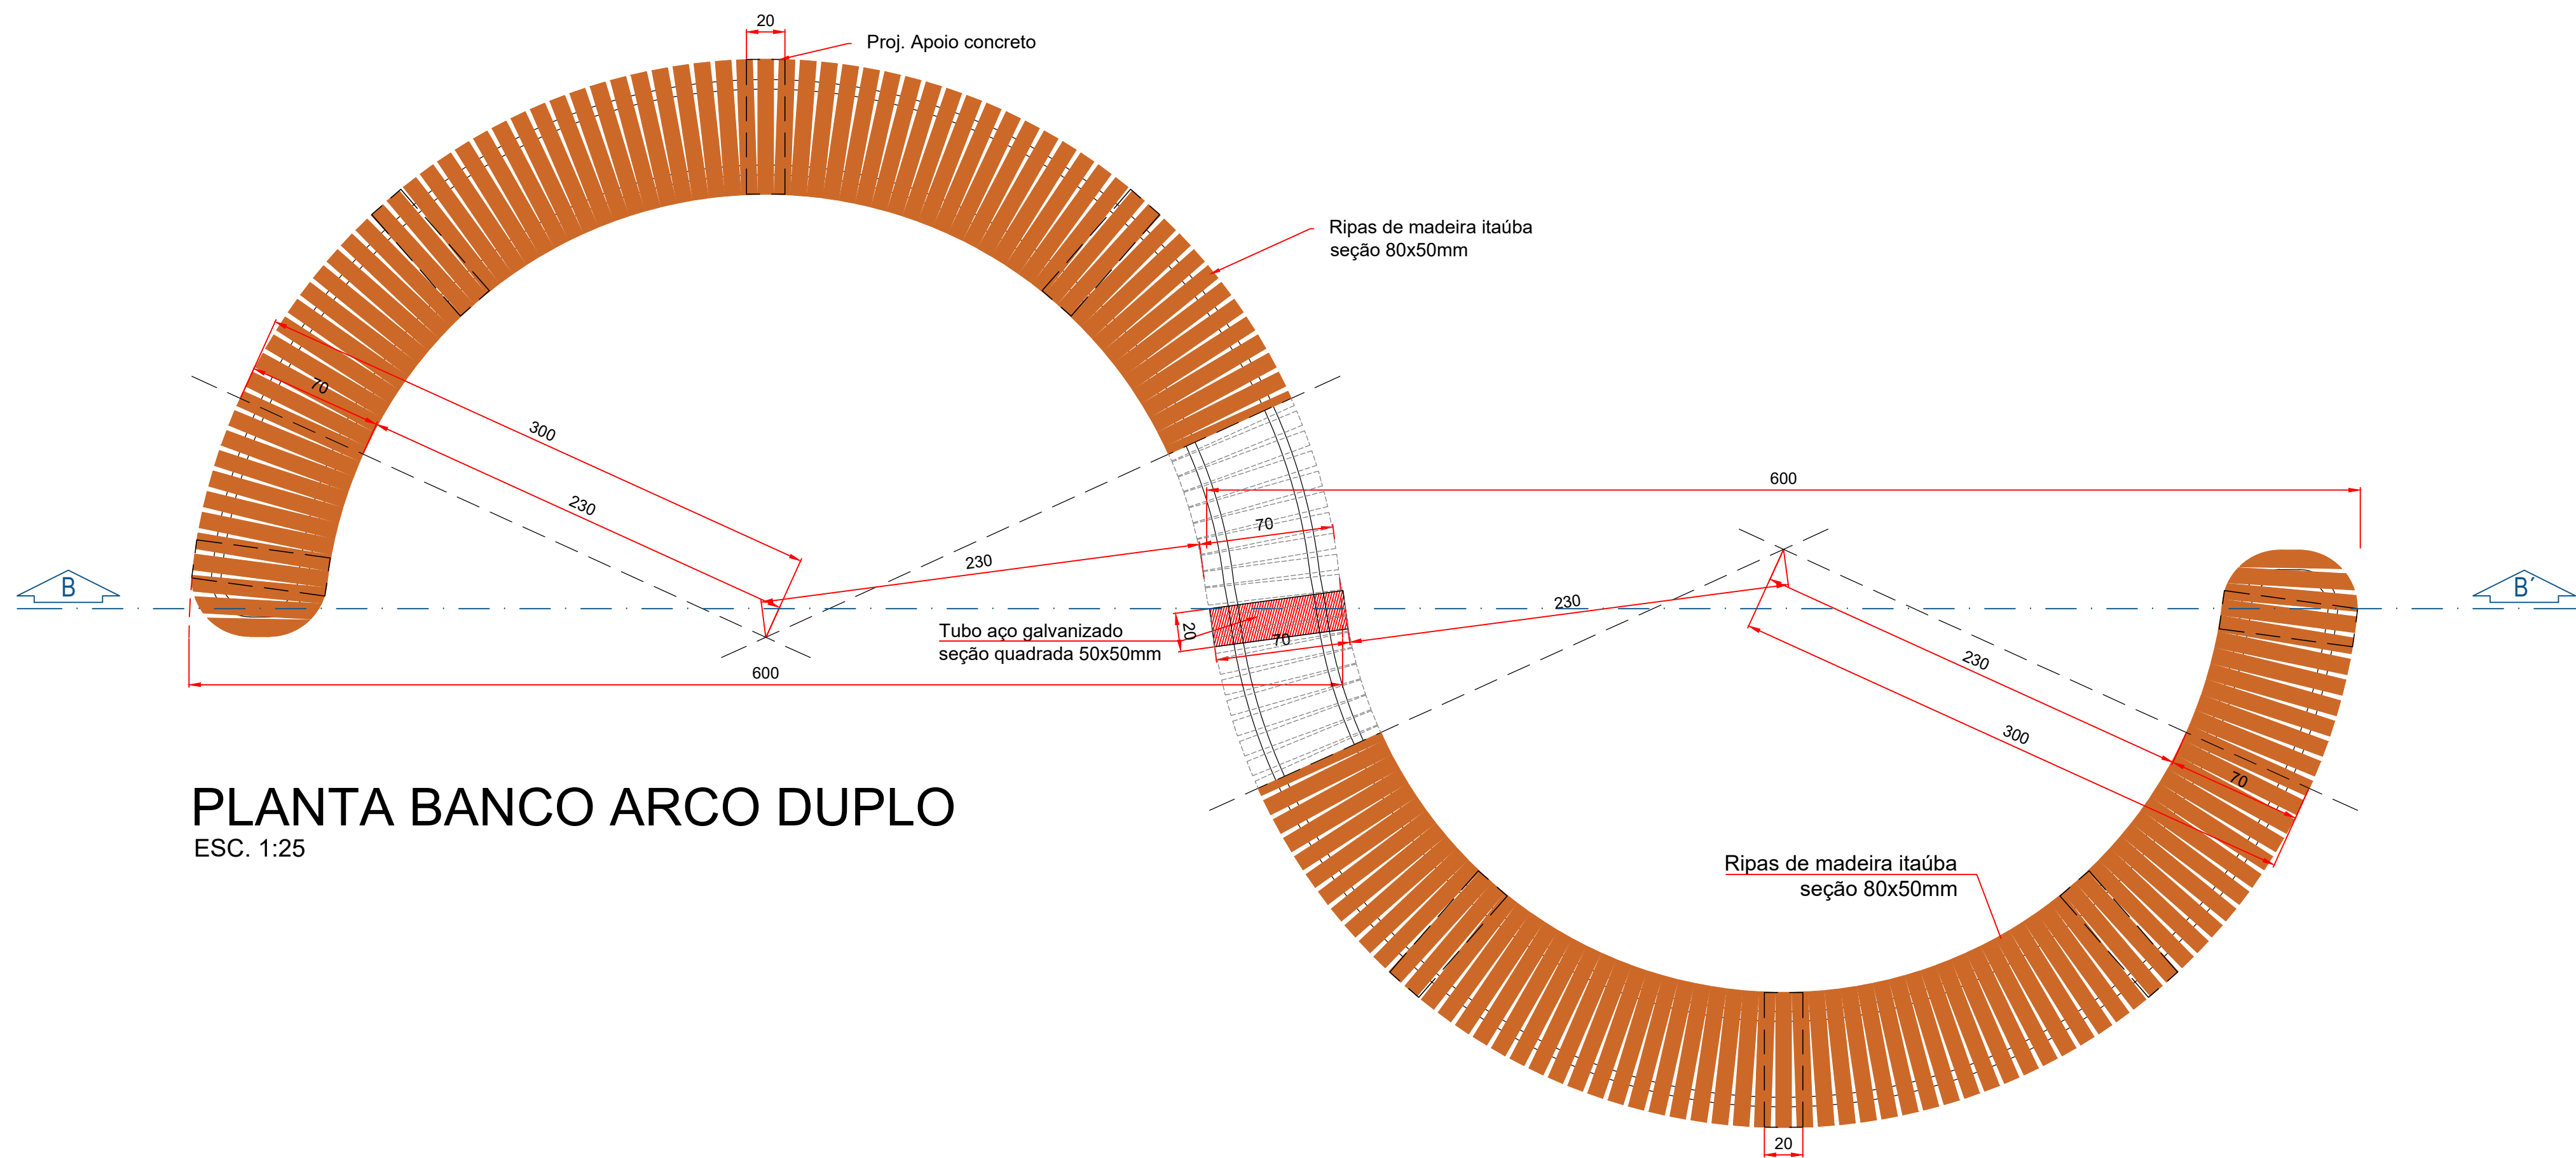 20
Proj. Apoio concreto
Ripas de madeira itaúba
seção 80x50mm
70
300
230
600
70
230
B
B´
230
Tubo aço galvanizado
seção quadrada 50x50mm
20
70
600
230
300
70
PLANTA BANCO ARCO DUPLO
ESC. 1:25
Ripas de madeira itaúba
seção 80x50mm
20